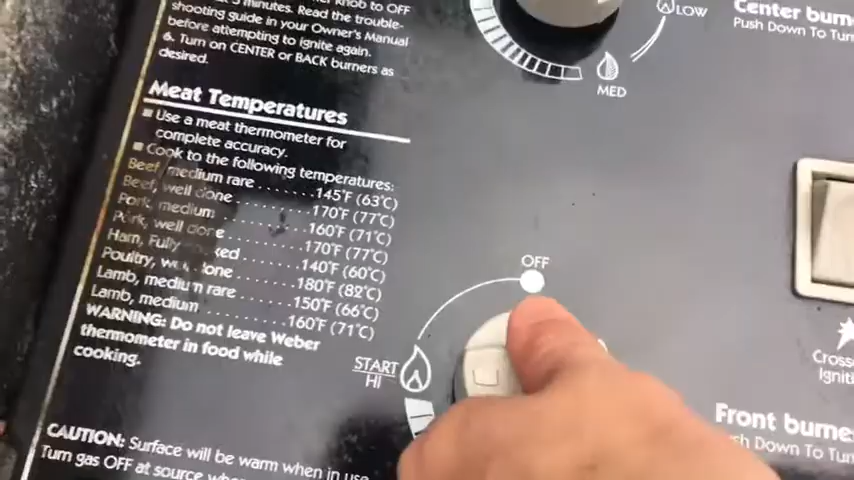 knob to OFF
5 minutes. Read the trouble-
shooting guide in your Owner's Manual
before attempting to ignite again.
6. Turn on CENTER or BACK burners as
desired.
Meat Temperatures
■ Use a meat thermometer for
complete accuracy.
■ Cook to the following temperatures:
Beef, medium rare ........ 145°F (63°C)
Beef, well done ........ 170°F (77°C)
Pork, medium ........ 160°F (71°C)
Pork, well done ........ 170°F (77°C)
Ham, Fully ked ........ 140°F (60°C)
Poultry, done ........ 180°F (82°C)
Lamb, medium rare ........ 150°F (66°C)
Lamb, medium ........ 160°F (71°C)
WARNING: Do not leave Weber
thermometer in food while
cooking.
CAUTION: Surface will be warm when in use
Turn gas OFF at source
MED
LOW
Center burn
Push Down To Turn
OFF
START
HI
Cross
Igniti
Front burne
Push Down To Turn